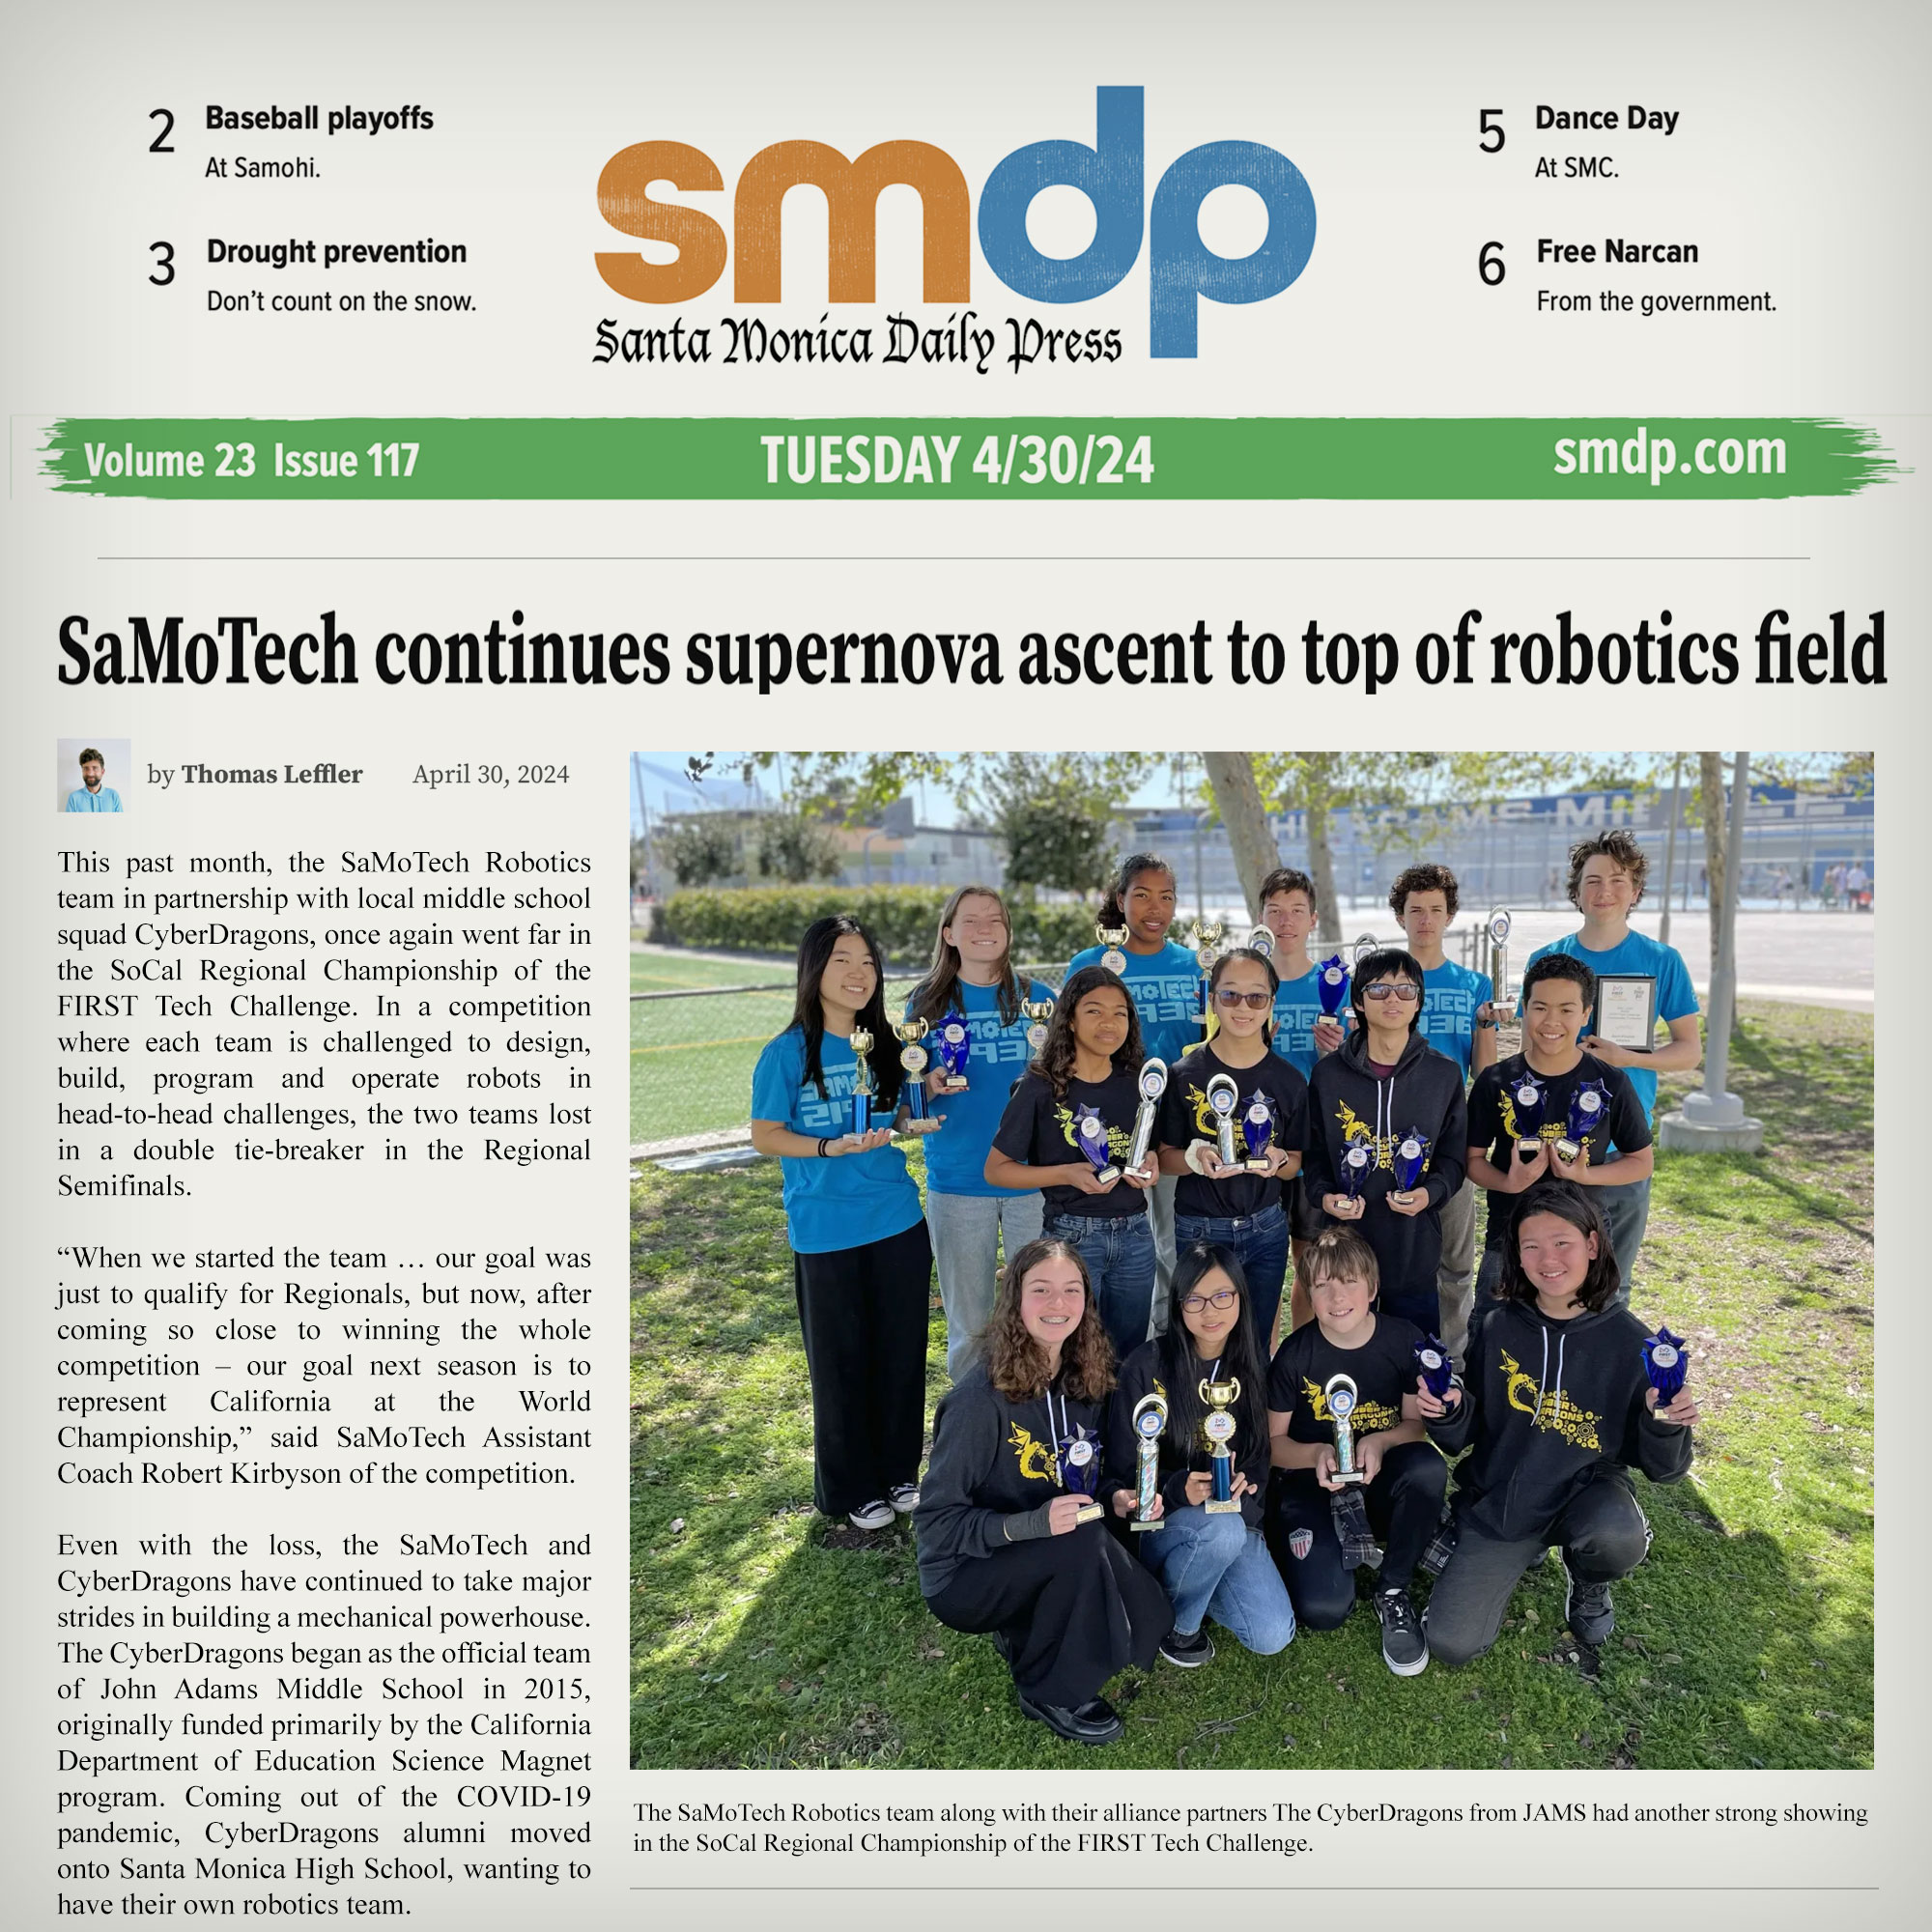 2 Baseball playoffs
At Samohi.
3 Drought prevention
Don't count on the snow.
smdp
Santa Monica Daily Press
5 Dance Day
At SMC.
6 Free Narcan
From the government.
Volume 23 Issue 117
TUESDAY 4/30/24
smdp.com
SaMoTech continues supernova ascent to top of robotics field
by Thomas Leffler April 30, 2024
This past month, the SaMoTech Robotics
team in partnership with local middle school
squad CyberDragons, once again went far in
the SoCal Regional Championship of the
FIRST Tech Challenge. In a competition
where each team is challenged to design,
build, program and operate robots in
head-to-head challenges, the two teams lost
in a double tie-breaker in the Regional
Semifinals.
“When we started the team … our goal was
just to qualify for Regionals, but now, after
coming so close to winning the whole
competition – our goal next season is to
represent California at the World
Championship,” said SaMoTech Assistant
Coach Robert Kirbyson of the competition.
Even with the loss, the SaMoTech and
CyberDragons have continued to take major
strides in building a mechanical powerhouse.
The CyberDragons began as the official team
of John Adams Middle School in 2015,
originally funded primarily by the California
Department of Education Science Magnet
program. Coming out of the COVID-19
pandemic, CyberDragons alumni moved
onto Santa Monica High School, wanting to
have their own robotics team.
The SaMoTech Robotics team along with their alliance partners The CyberDragons from JAMS had another strong showing
in the SoCal Regional Championship of the FIRST Tech Challenge.